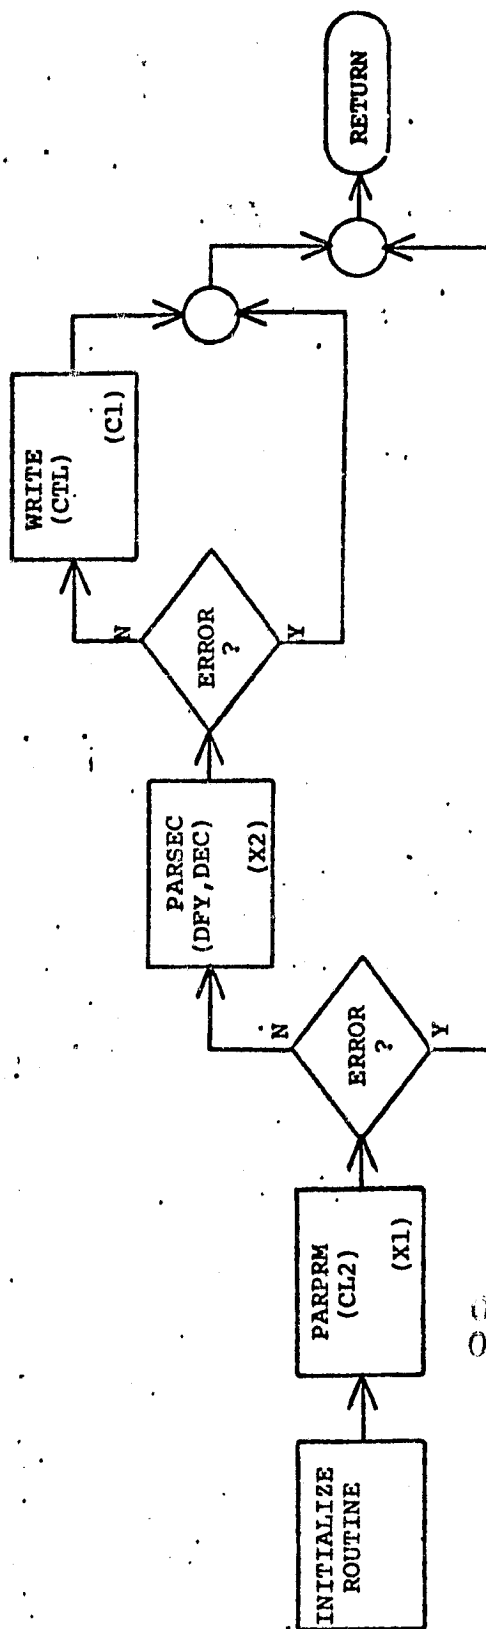 INITIALIZE
ROUTINE
PARPRM
(CL2)
(X1)
ERROR
?
N
Y
PARSEC
(DFY,DEC)
(X2)
ERROR
?
N
Y
WRITE
(CTL)
(C1)
RETURN